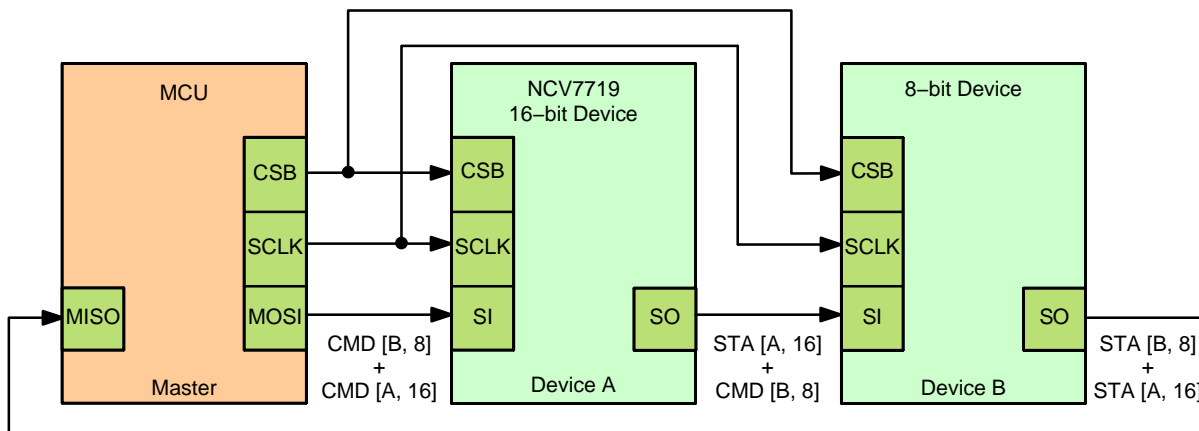 MCU
CSB
SCLK
MISO
MOSI
Master
CMD [B, 8]
+
CMD [A, 16]
NCV7719
16−bit Device
CSB
SCLK
SI
SO
Device A
STA [A, 16]
+
CMD [B, 8]
8−bit Device
CSB
SCLK
SI
SO
Device B
STA [B, 8]
+
STA [A, 16]